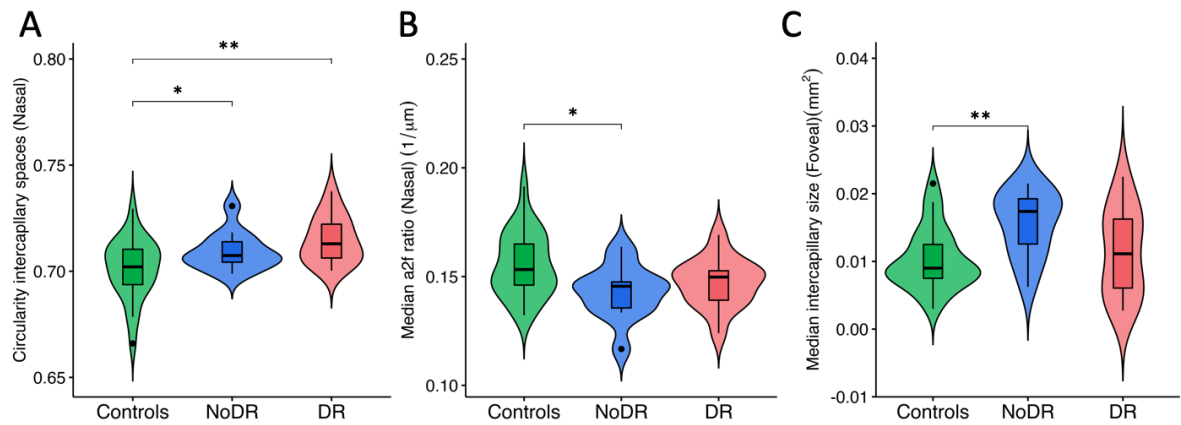 A
Circularity intercapillary spaces (Nasal)
0.80
0.75
0.70
0.65
*
**
Controls NoDR DR
B
Median a2f ratio (Nasal) (1/μm)
0.25
0.20
0.15
0.10
*
Controls NoDR DR
C
Median intercapillary size (Foveal)(mm²)
0.04
0.03
0.02
0.01
0.00
-0.01
**
Controls NoDR DR